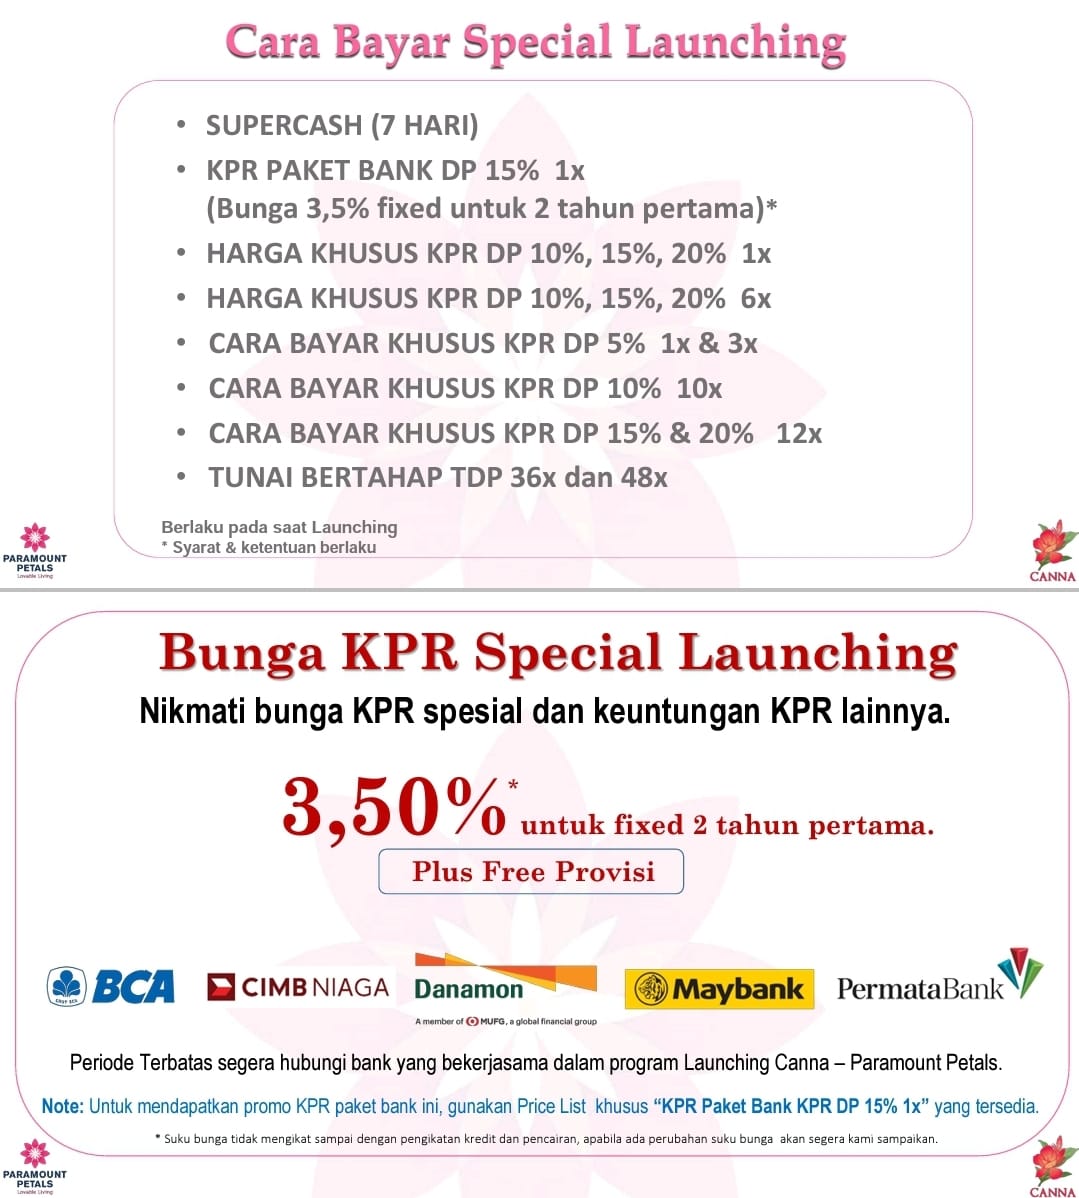 Cara Bayar Special Launching
• SUPERCASH (7 HARI)
• KPR PAKET BANK DP 15% 1x
(Bunga 3,5% fixed untuk 2 tahun pertama)*
• HARGA KHUSUS KPR DP 10%, 15%, 20% 1x
• HARGA KHUSUS KPR DP 10%, 15%, 20% 6x
• CARA BAYAR KHUSUS KPR DP 5% 1x & 3x
• CARA BAYAR KHUSUS KPR DP 10% 10x
• CARA BAYAR KHUSUS KPR DP 15% & 20% 12x
• TUNAI BERTAHAP TDP 36x dan 48x
Berlaku pada saat Launching
* Syarat & ketentuan berlaku
PARAMOUNT
PETALS
Lovable Living
CANNA
Bunga KPR Special Launching
Nikmati bunga KPR spesial dan keuntungan KPR lainnya.
3,50%* untuk fixed 2 tahun pertama.
Plus Free Provisi
BCA
CIMB NIAGA
Danamon
A member of MUFG, a global financial group
Maybank
PermataBank
Periode Terbatas segera hubungi bank yang bekerjasama dalam program Launching Canna – Paramount Petals.
Note: Untuk mendapatkan promo KPR paket bank ini, gunakan Price List khusus “KPR Paket Bank KPR DP 15% 1x” yang tersedia.
* Suku bunga tidak mengikat sampai dengan pengikatan kredit dan pencairan, apabila ada perubahan suku bunga akan segera kami sampaikan.
PARAMOUNT
PETALS
Lovable Living
CANNA